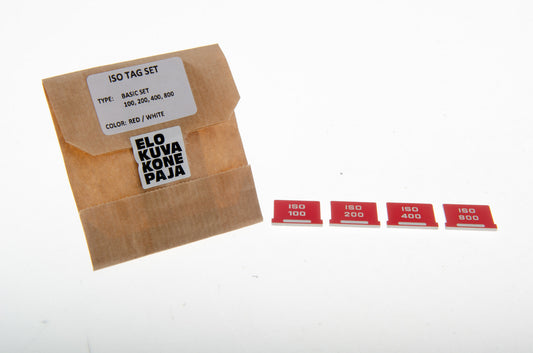 ISO TAG SET
TYPE: BASIC SET
100, 200, 400, 800
COLOR: RED / WHITE
ELO
KUVA
KONE
PAJA
ISO
100
ISO
200
ISO
400
ISO
800